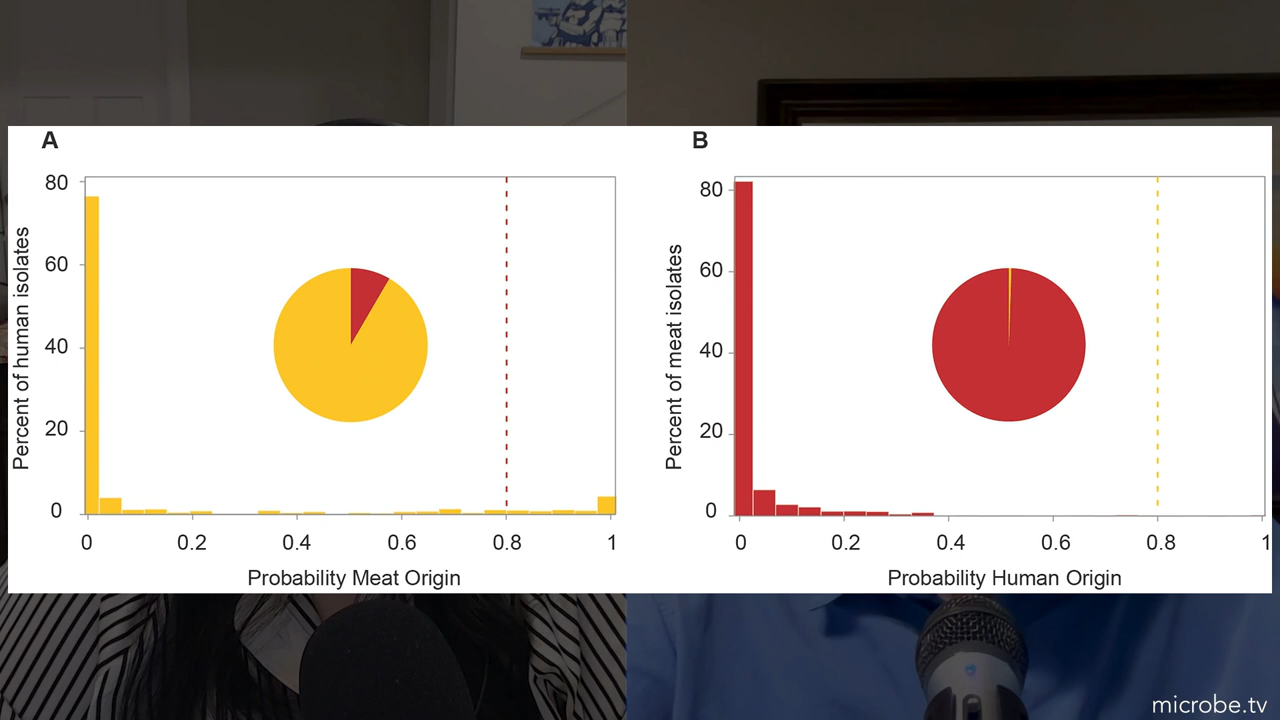 A
80
60
40
20
0
Percent of human isolates
0 0.2 0.4 0.6 0.8 1
Probability Meat Origin
B
80
60
40
20
0
Percent of meat isolates
0 0.2 0.4 0.6 0.8 1
Probability Human Origin
microbe.tv